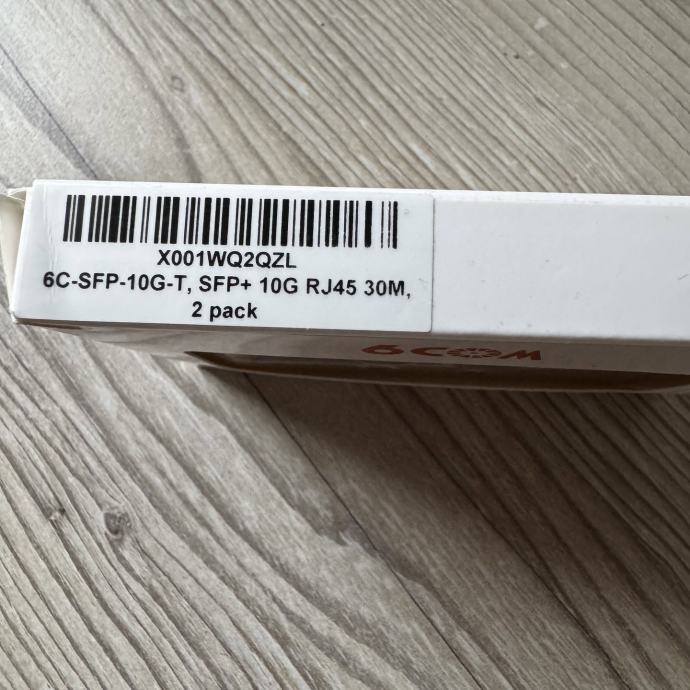 X001WQ2QZL
6C-SFP-10G-T, SFP+ 10G RJ45 30M,
2 pack
6COM